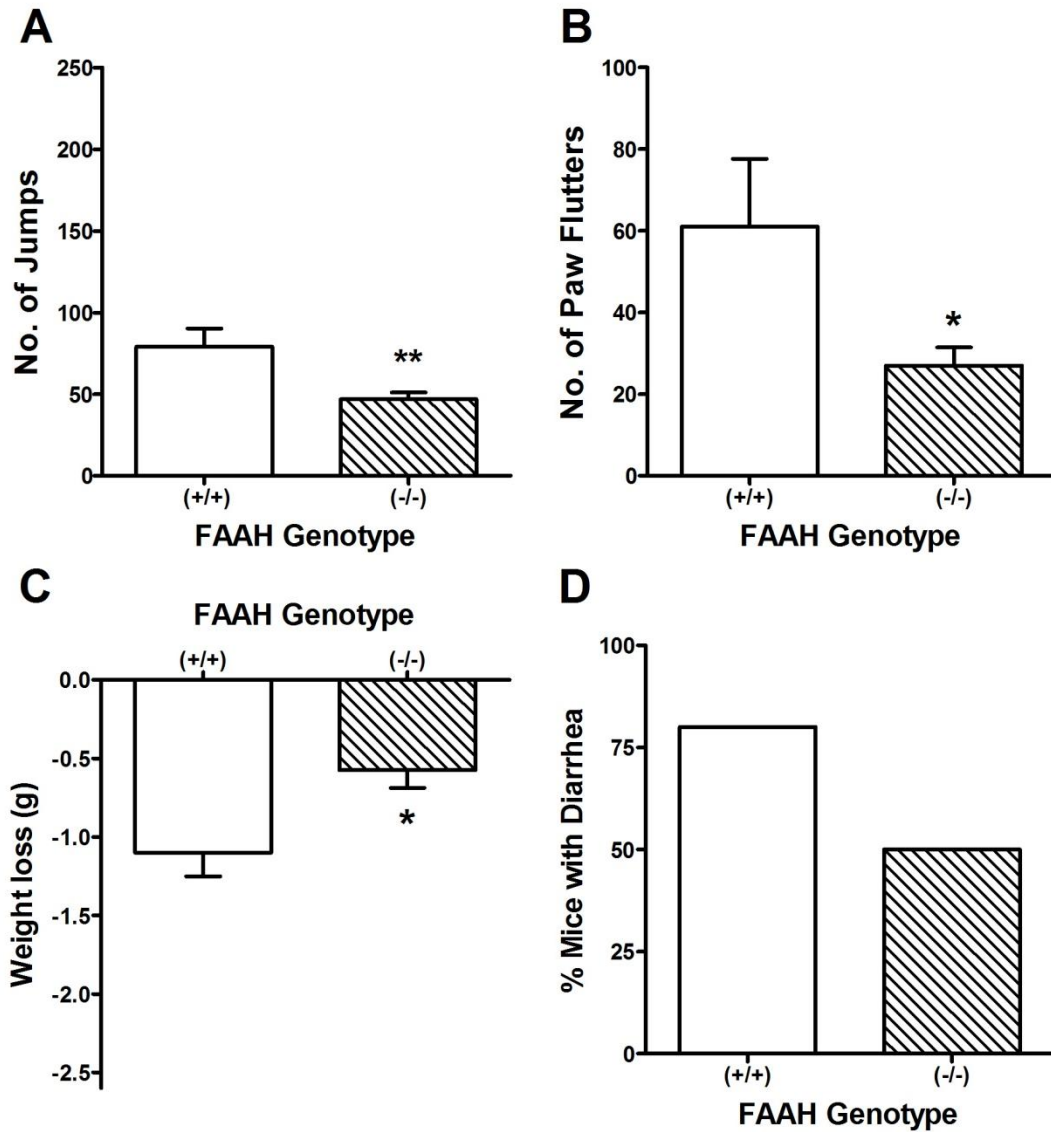 A
No. of Jumps
250
200
150
100
50
0
**
(+/+)
(-/-)
FAAH Genotype
B
No. of Paw Flutters
100
80
60
40
20
0
*
(+/+)
(-/-)
FAAH Genotype
C
FAAH Genotype
(+/+)
(-/-)
Weight loss (g)
0.0
-0.5
-1.0
-1.5
-2.0
-2.5
*
D
% Mice with Diarrhea
100
75
50
25
0
(+/+)
(-/-)
FAAH Genotype